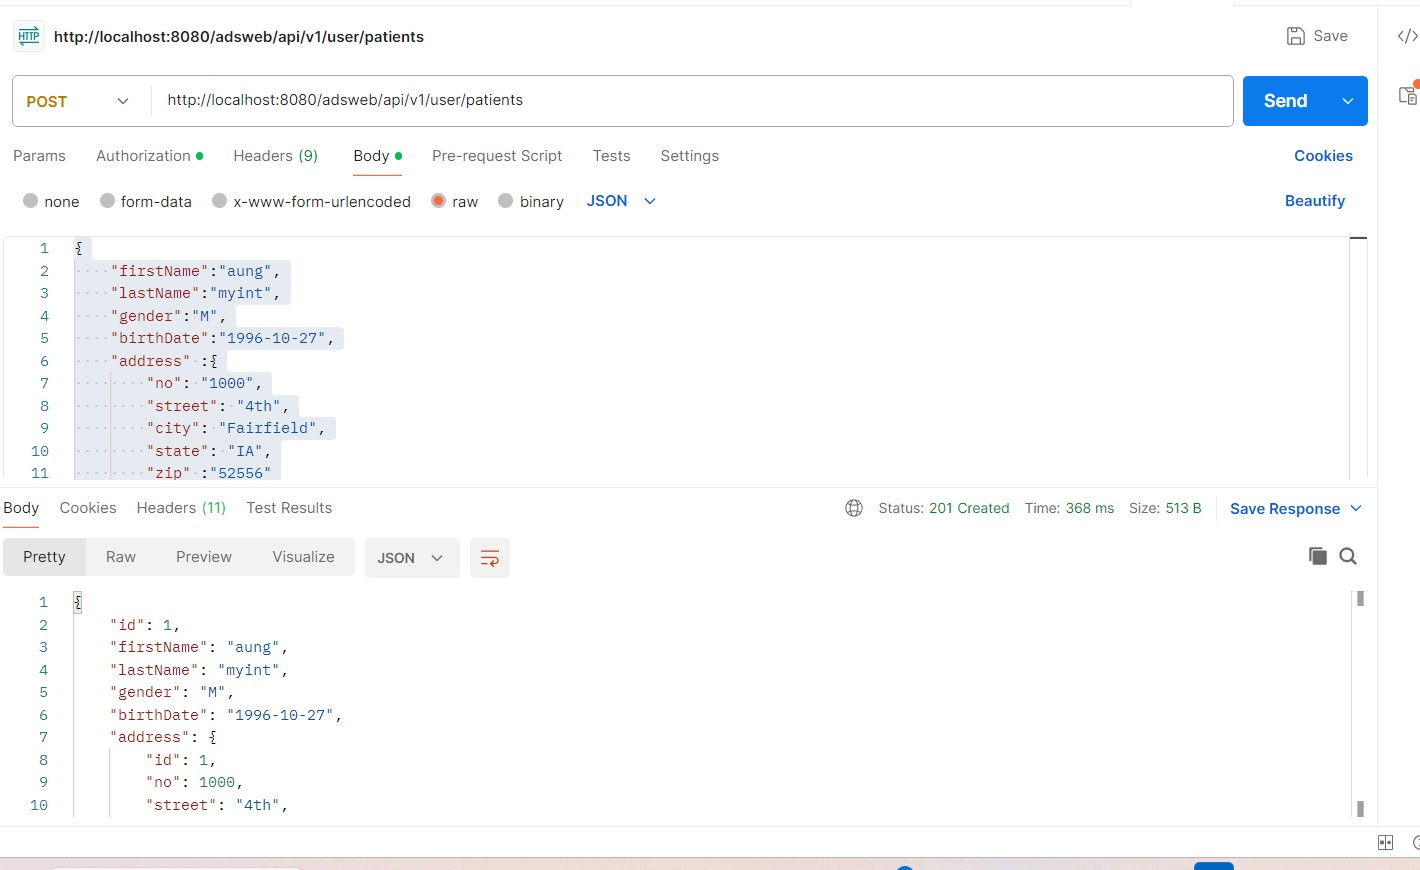 HTTP http://localhost:8080/adsweb/api/v1/user/patients Save </>
POST http://localhost:8080/adsweb/api/v1/user/patients Send
Params Authorization Headers (9) Body Pre-request Script Tests Settings Cookies
none form-data x-www-form-urlencoded raw binary JSON Beautify
1 {
2 "firstName":"aung",
3 "lastName":"myint",
4 "gender":"M",
5 "birthDate":"1996-10-27",
6 "address" :{
7 "no": "1000",
8 "street": "4th",
9 "city": "Fairfield",
10 "state": "IA",
11 "zip" :"52556"
Body Cookies Headers (11) Test Results Status: 201 Created Time: 368 ms Size: 513 B Save Response
Pretty Raw Preview Visualize JSON
1 {
2 "id": 1,
3 "firstName": "aung",
4 "lastName": "myint",
5 "gender": "M",
6 "birthDate": "1996-10-27",
7 "address": {
8 "id": 1,
9 "no": 1000,
10 "street": "4th",